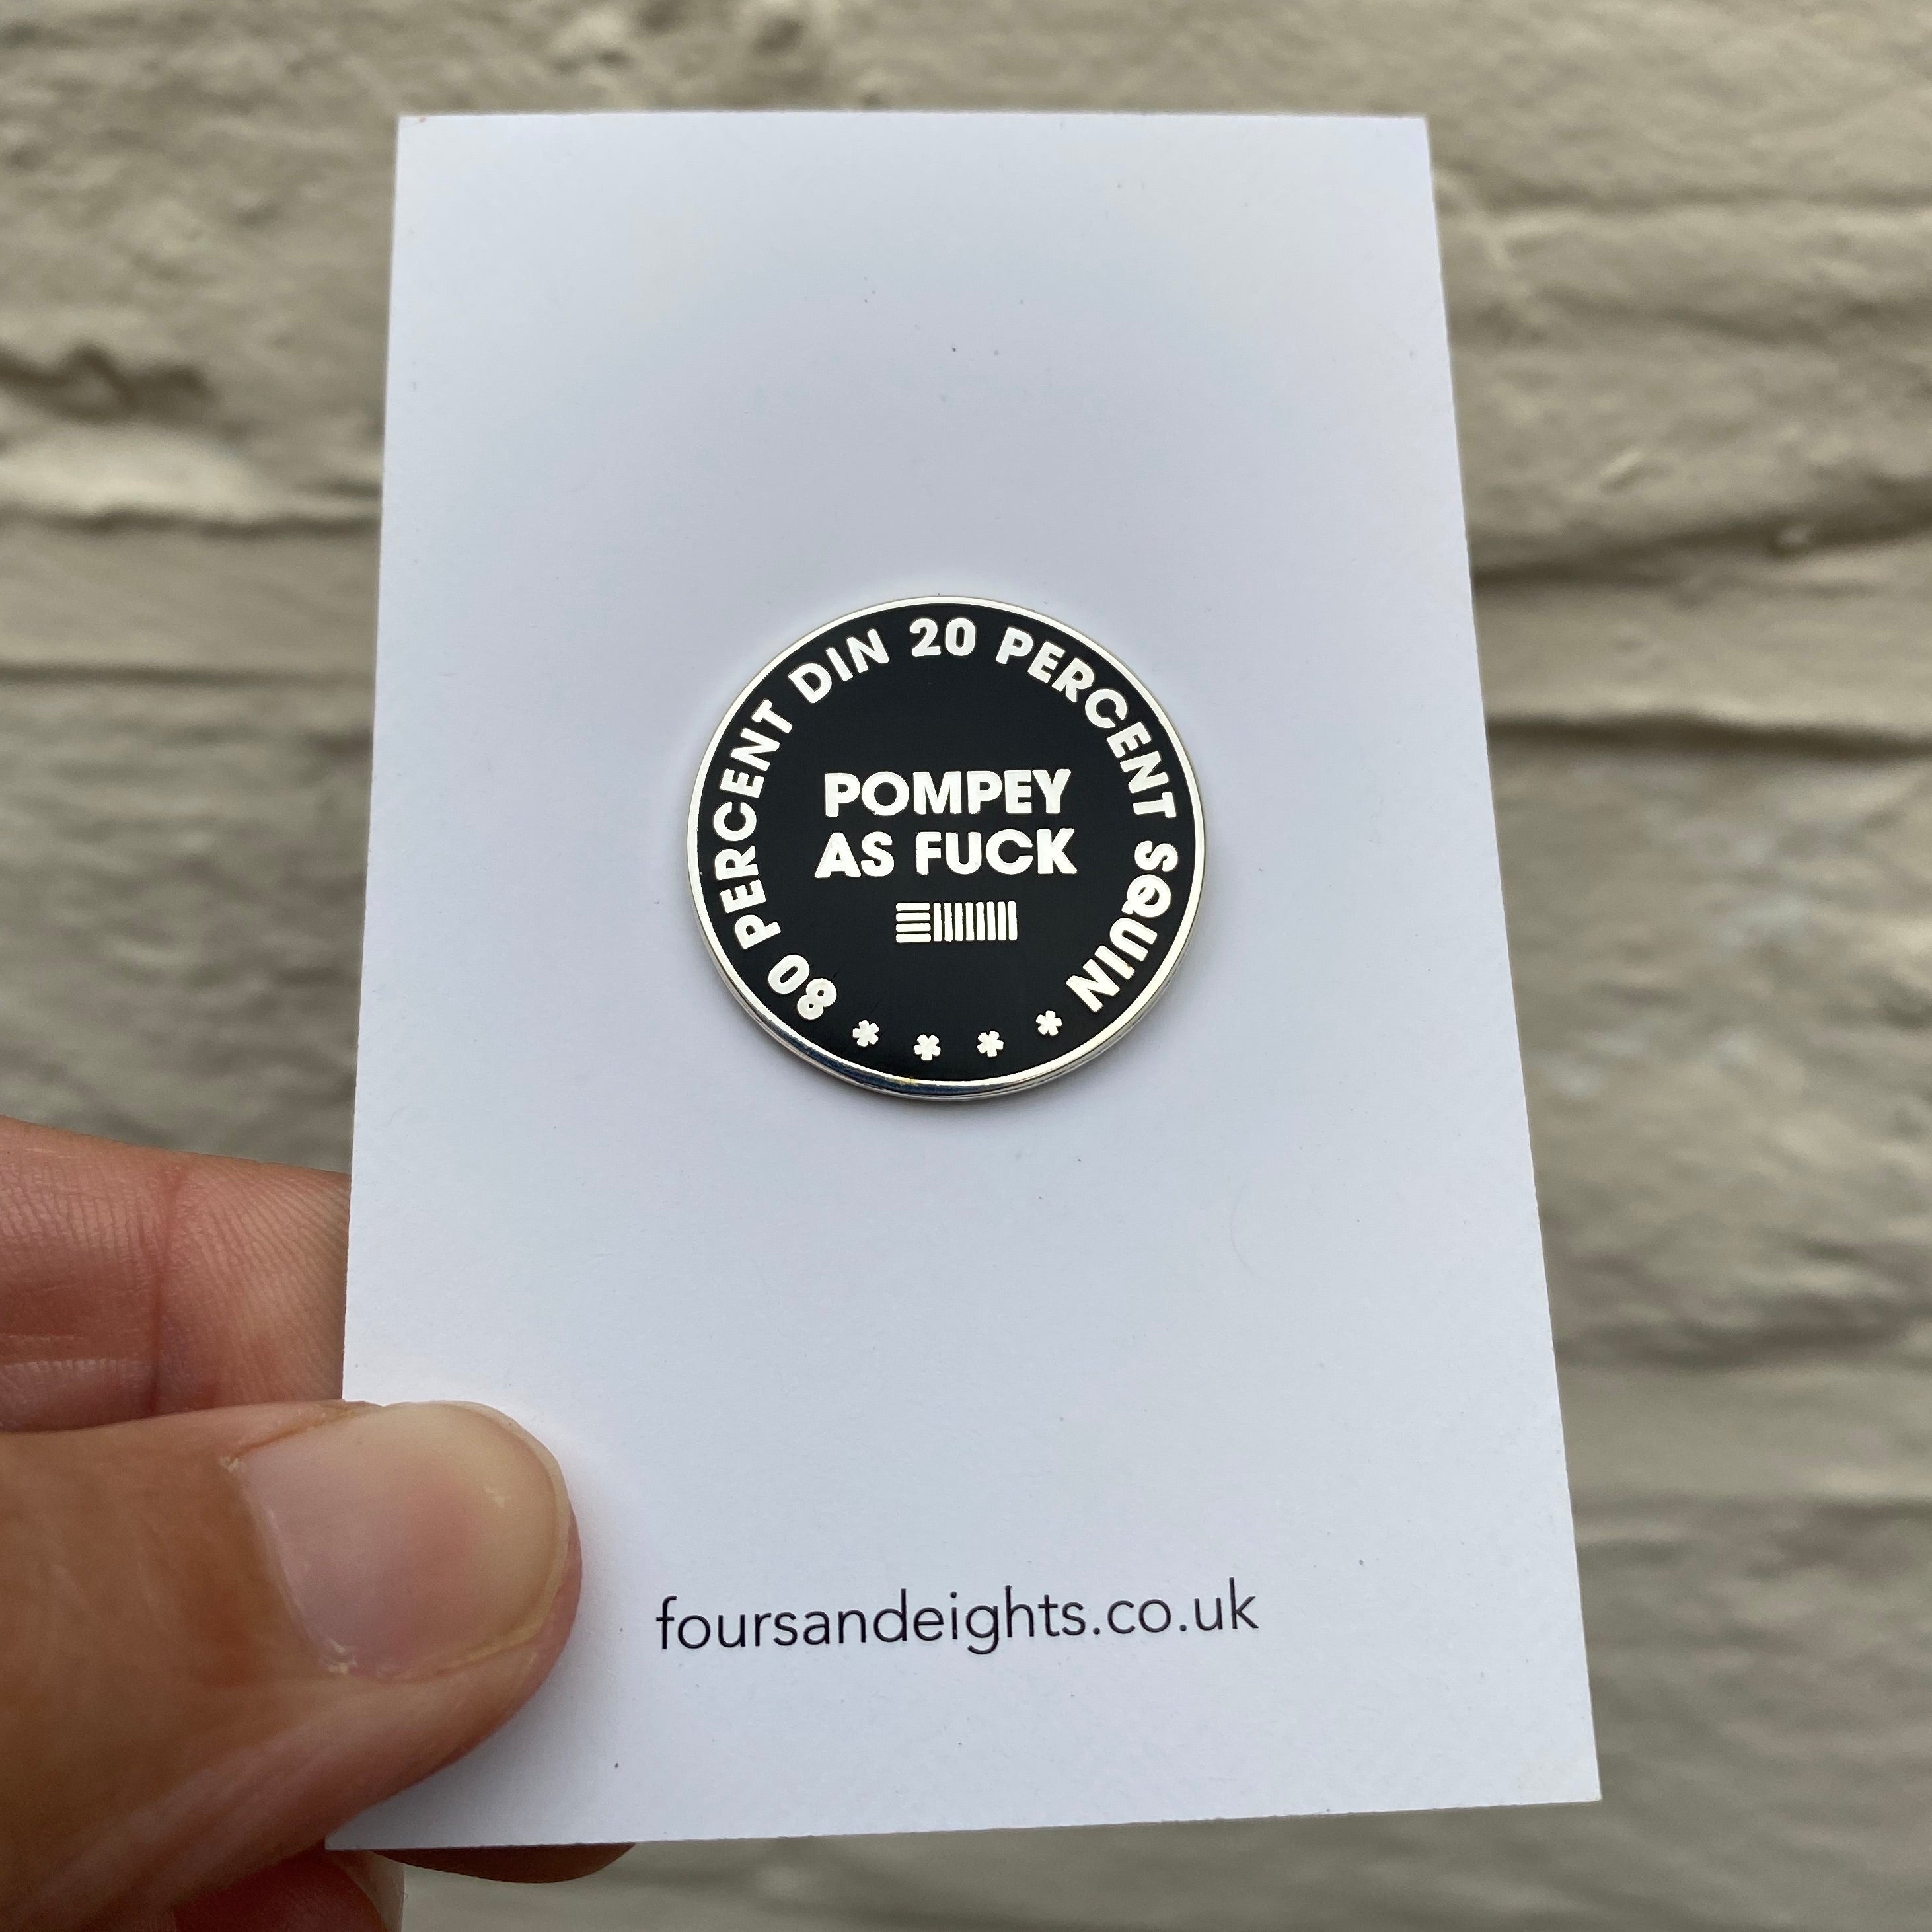 80 PERCENT DIN 20 PERCENT SQUIN * * * *
POMPEY
AS FUCK
foursandeights.co.uk